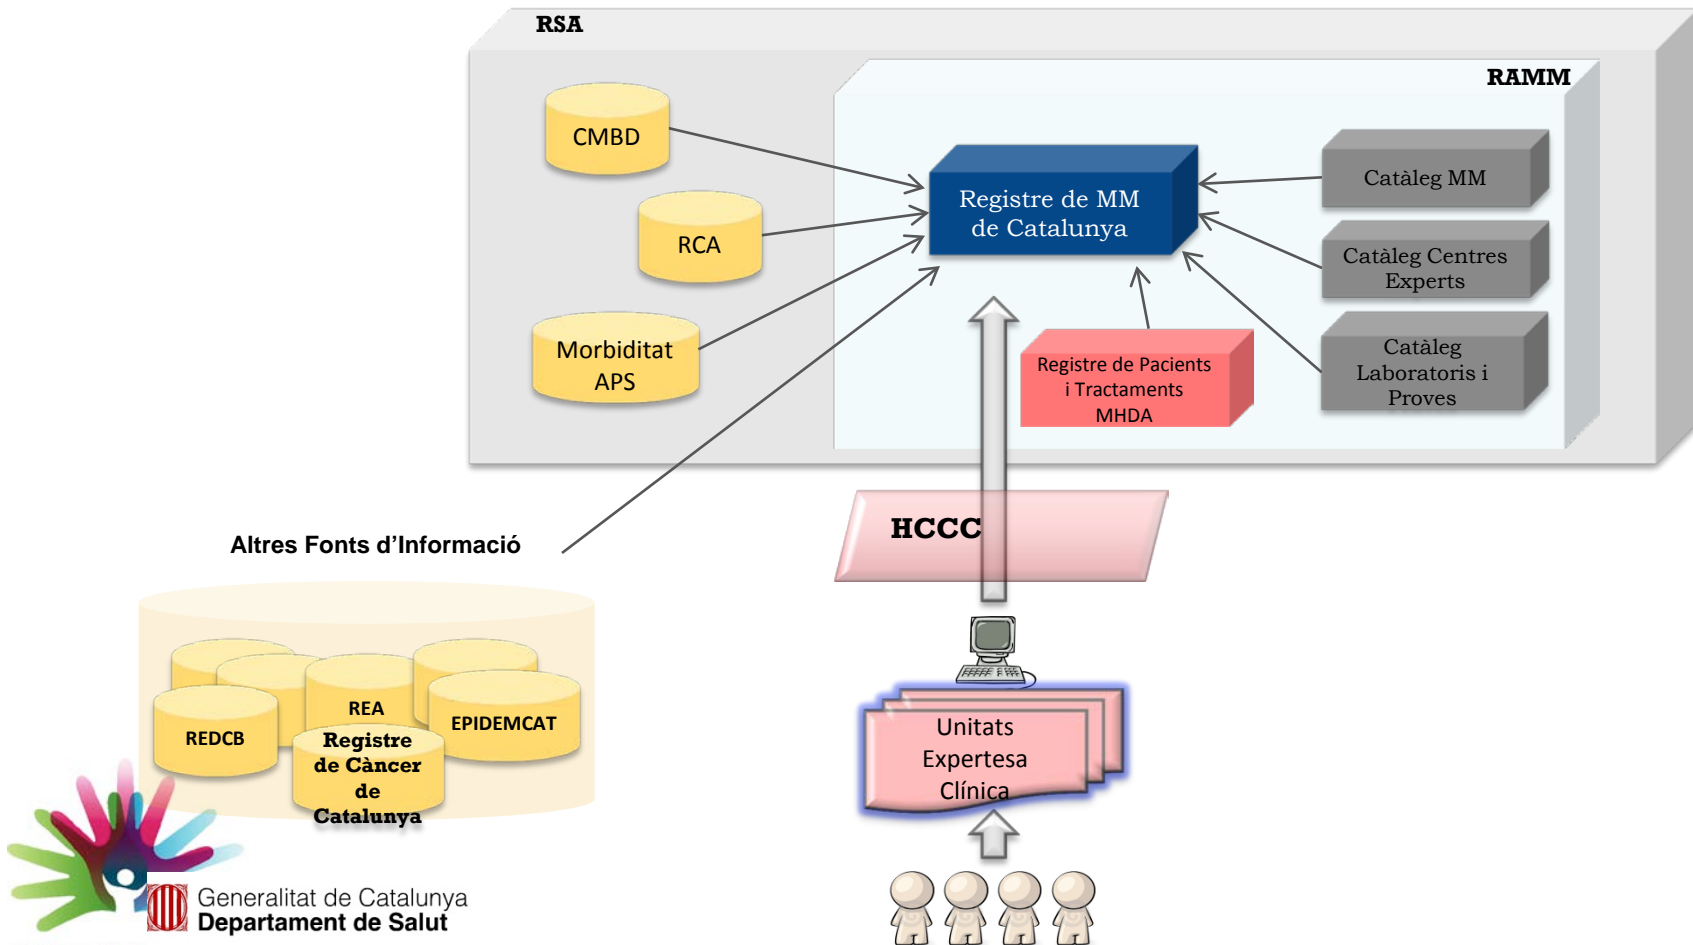 RSA
RAMM
CMBD
RCA
Morbiditat
APS
Registre de MM
de Catalunya
Catàleg MM
Catàleg Centres
Experts
Catàleg
Laboratoris i
Proves
Registre de Pacients
i Tractaments
MHDA
HCCC
Altres Fonts d’Informació
REA
EPIDEMCAT
REDCB
Registre
de Càncer
de
Catalunya
Unitats
Expertesa
Clínica
Generalitat de Catalunya
Departament de Salut